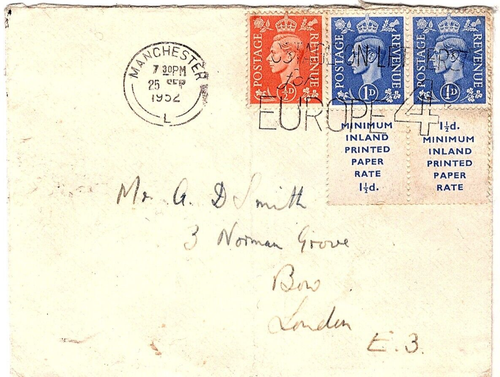 MANCHESTER
7 30PM
25 SEP
1952
L
POSTAGE REVENUE
½D
POSTAGE REVENUE
1D
POSTAGE REVENUE
1D
EUROPE 4
MINIMUM
INLAND
PRINTED
PAPER
RATE
1½d.
1½d.
MINIMUM
INLAND
PRINTED
PAPER
RATE
Mr. A. D Smith
3 Norman Grove
Bow.
London
E.3.